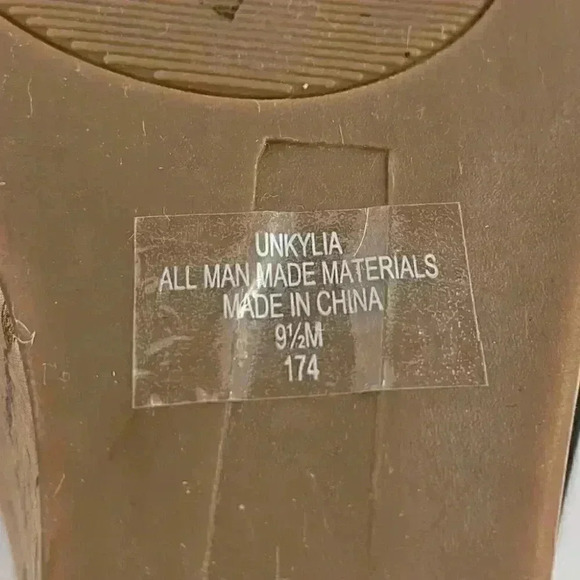 UNKYLIA
ALL MAN MADE MATERIALS
MADE IN CHINA
9½M
174